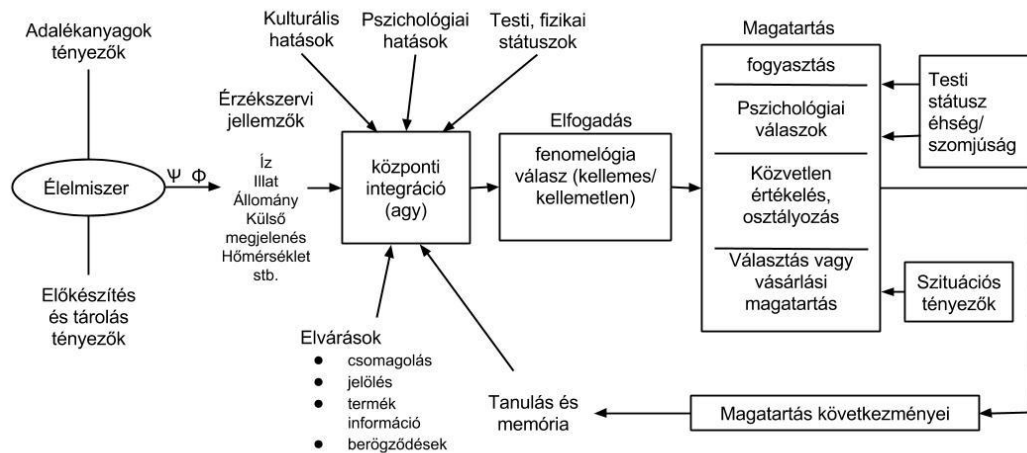 Adalékanyagok
tényezők
Élelmiszer
Előkészítés
és tárolás
tényezők
Ψ Φ
Érzékszervi
jellemzők
Íz
Illat
Állomány
Külső
megjelenés
Hőmérséklet
stb.
Kulturális
hatások
Pszichológiai
hatások
Testi, fizikai
státuszok
központi
integráció
(agy)
Elvárások
● csomagolás
● jelölés
● termék
információ
● berögződések
Elfogadás
fenomelógia
válasz (kellemes/
kellemetlen)
Magatartás
fogyasztás
Pszichológiai
válaszok
Közvetlen
értékelés,
osztályozás
Választás vagy
vásárlási
magatartás
Testi
státusz
éhség/
szomjúság
Szituációs
tényezők
Magatartás következményei
Tanulás és
memória